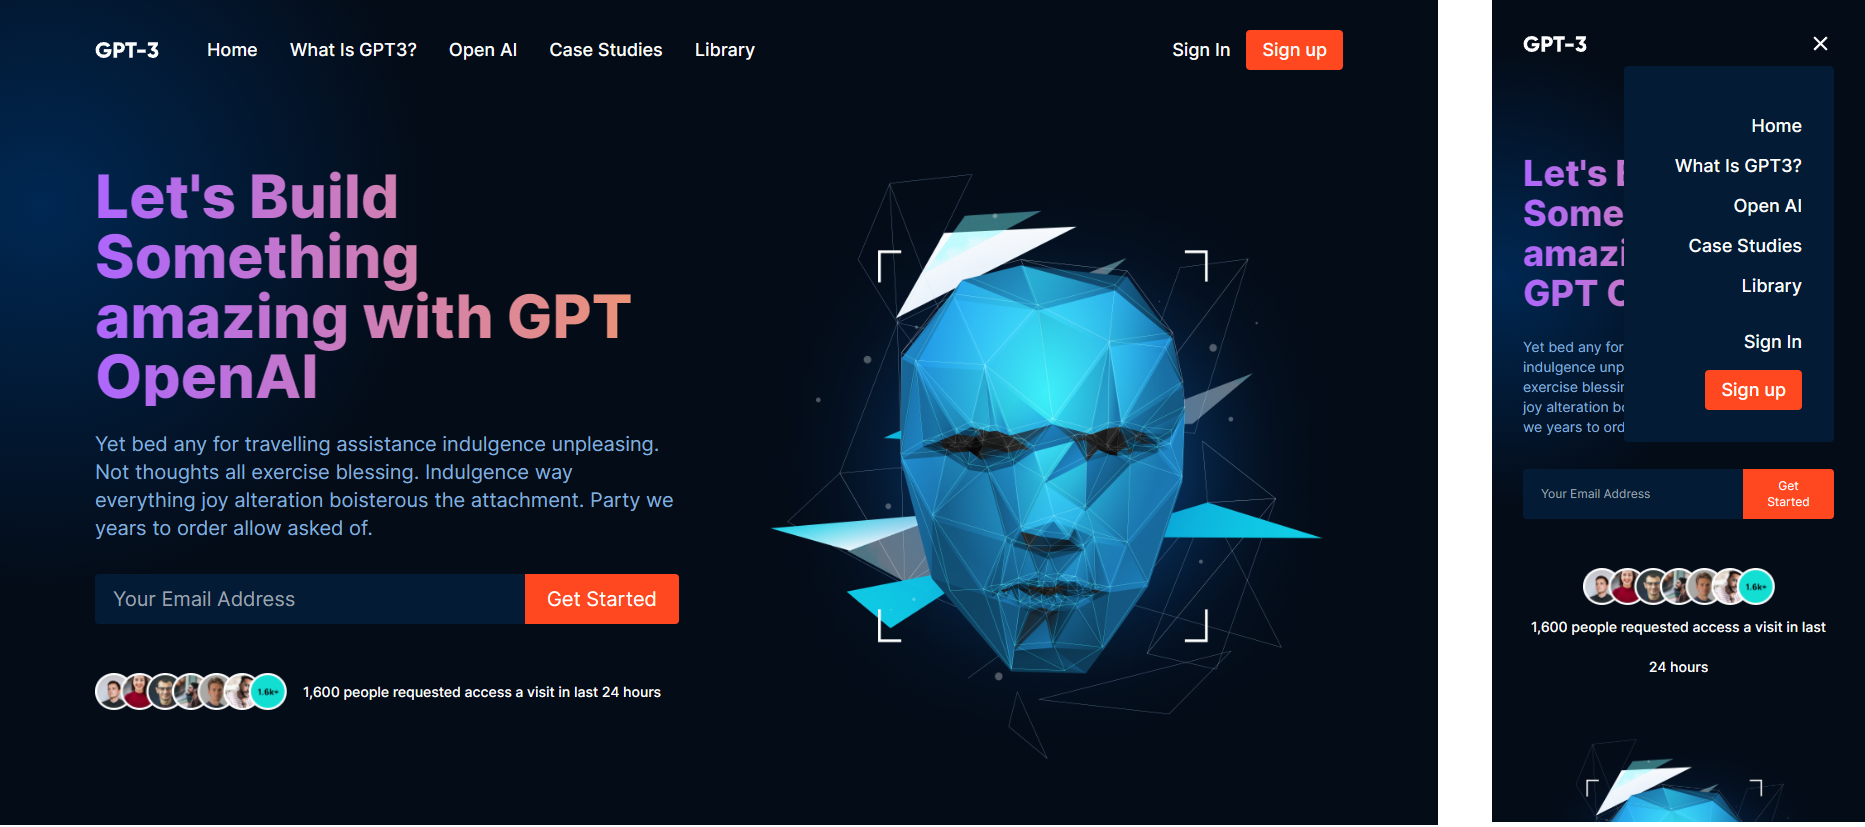 GPT-3 Home What Is GPT3? Open AI Case Studies Library Sign In Sign up
Let's Build
Something
amazing with GPT
OpenAI
Yet bed any for travelling assistance indulgence unpleasing.
Not thoughts all exercise blessing. Indulgence way
everything joy alteration boisterous the attachment. Party we
years to order allow asked of.
Your Email Address Get Started
1.6k+ 1,600 people requested access a visit in last 24 hours
GPT-3
Home
What Is GPT3?
Open AI
Case Studies
Library
Sign In
Sign up
Let's
Some
amazi
GPT
Yet bed any for
indulgence unp
exercise blessin
joy alteration bo
we years to ord
Your Email Address Get
Started
1.6k+
1,600 people requested access a visit in last
24 hours